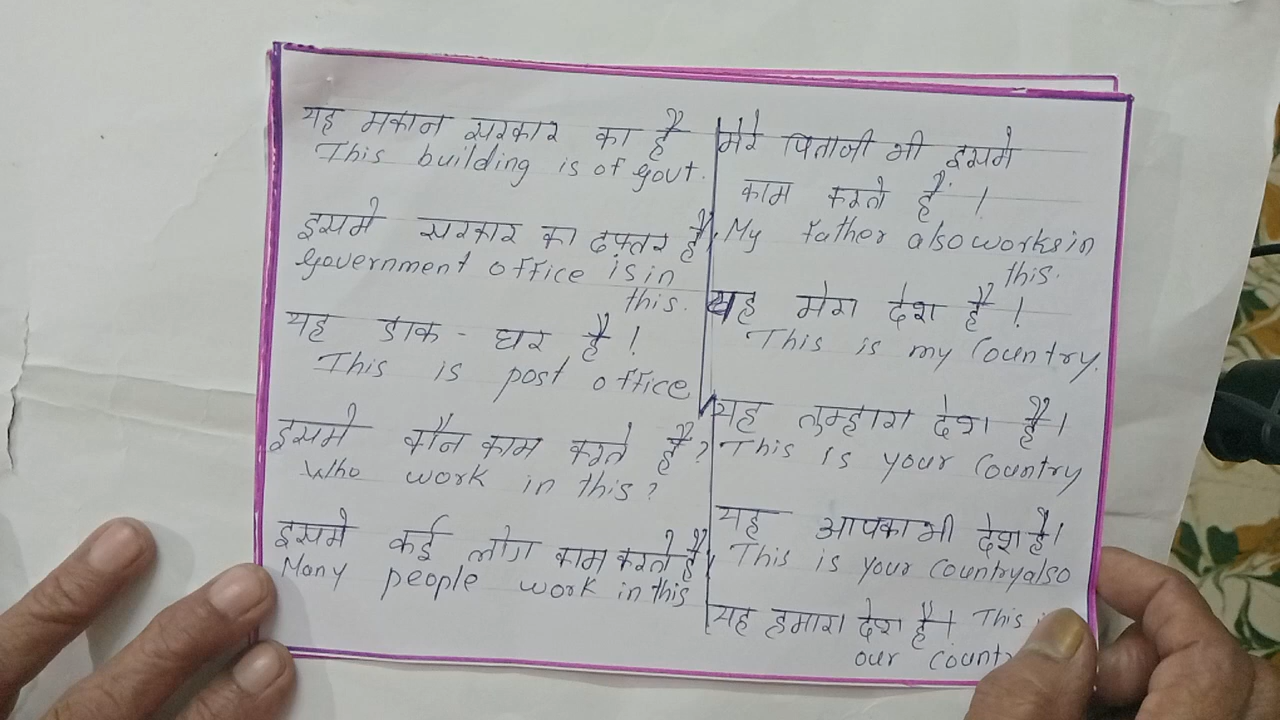 यह मकान सरकार का है
This building is of govt.
इसमे सरकार का दफ़्तर है।
Government office is in
this.
यह डाक - घर है !
This is post office
इसमे कौन काम करते हैं ?
Who work in this ?
इसमे कई लोग काम करते हैं।
Many people work in this
मेरे पिताजी भी इसमे
काम करते हैं ।
My father also works in
this.
यह मेरा देश है !
This is my Country.
यह तुम्हारा देश है।
This is your Country
यह आपका भी देश है।
This is your Country also
यह हमारा देश है। This
our